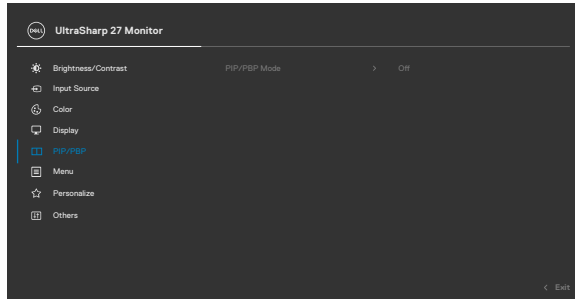 DELL UltraSharp 27 Monitor
Brightness/Contrast PIP/PBP Mode > Off
Input Source
Color
Display
PIP/PBP
Menu
Personalize
Others
< Exit